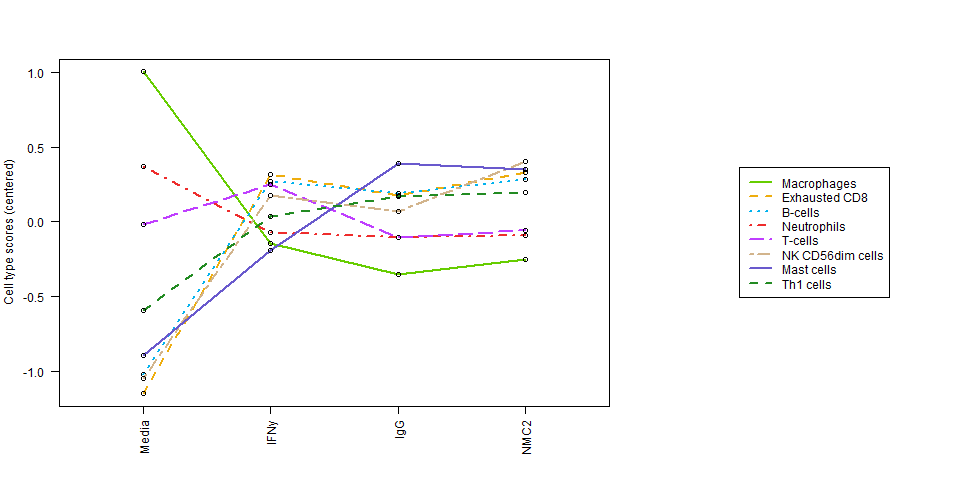 Cell type scores (centered)
1.0
0.5
0.0
-0.5
-1.0
Media
IFNy
IgG
NMC2
Macrophages
Exhausted CD8
B-cells
Neutrophils
T-cells
NK CD56dim cells
Mast cells
Th1 cells